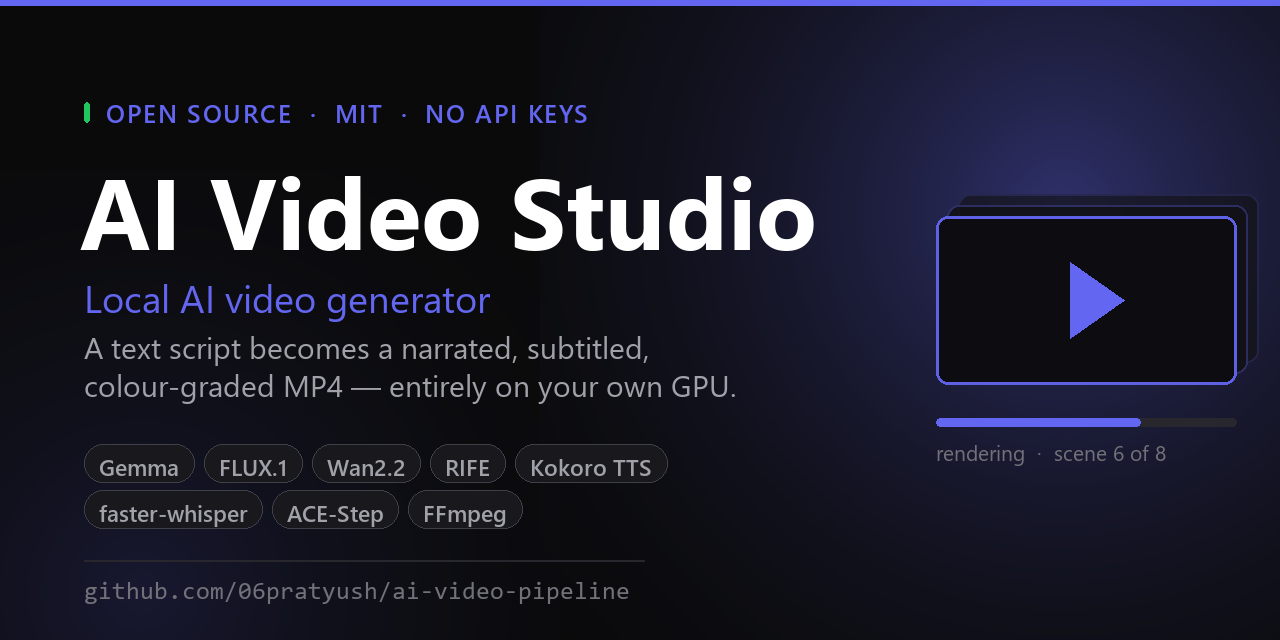 OPEN SOURCE · MIT · NO API KEYS
AI Video Studio
Local AI video generator
A text script becomes a narrated, subtitled,
colour-graded MP4 — entirely on your own GPU.
Gemma FLUX.1 Wan2.2 RIFE Kokoro TTS
faster-whisper ACE-Step FFmpeg
github.com/06pratyush/ai-video-pipeline
rendering · scene 6 of 8